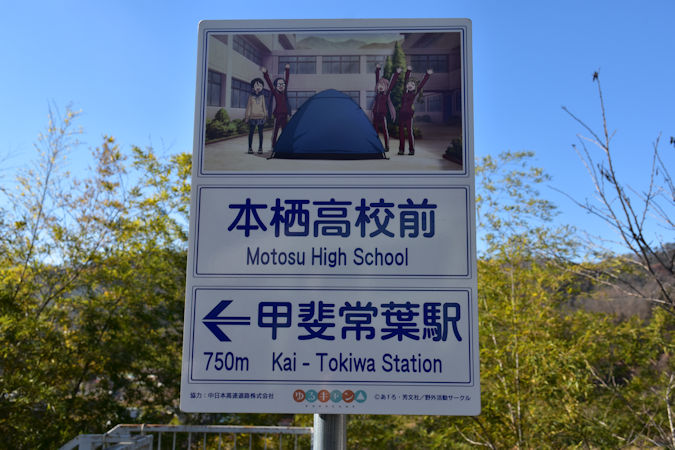 本栖高校前
Motosu High School
←甲斐常葉駅
750m Kai - Tokiwa Station
協力：中日本高速道路株式会社
ゆるキャン△
©あfろ・芳文社／野外活動サークル